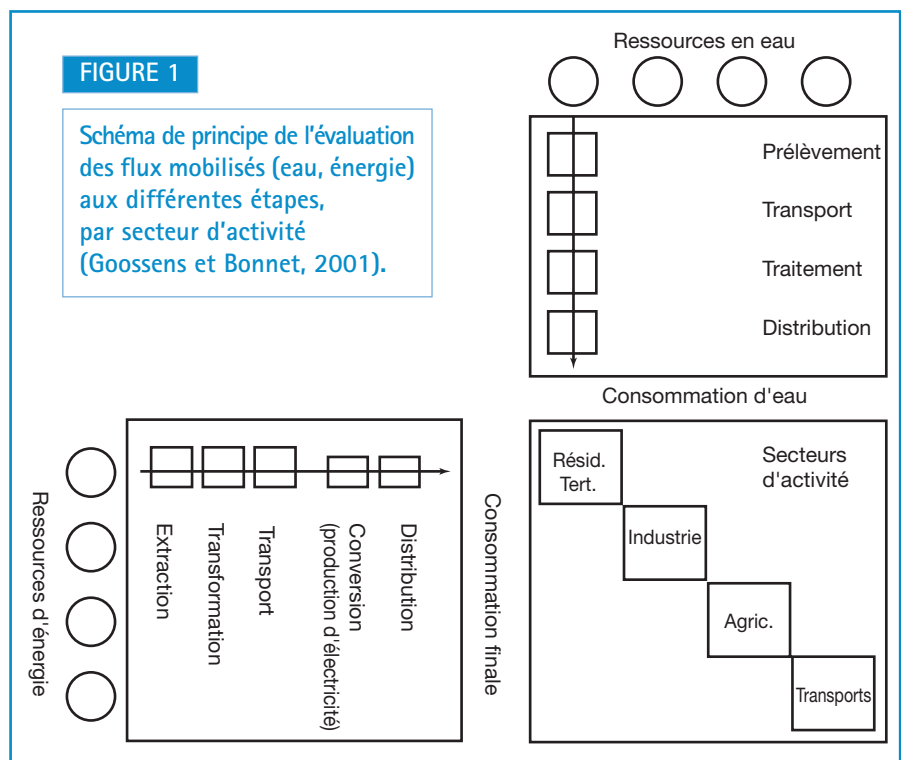 FIGURE 1
Schéma de principe de l'évaluation
des flux mobilisés (eau, énergie)
aux différentes étapes,
par secteur d'activité
(Goossens et Bonnet, 2001).
Ressources en eau
Prélèvement
Transport
Traitement
Distribution
Consommation d'eau
Ressources d'énergie
Extraction
Transformation
Transport
Conversion
(production d'électricité)
Distribution
Consommation finale
Secteurs
d'activité
Résid.
Tert.
Industrie
Agric.
Transports